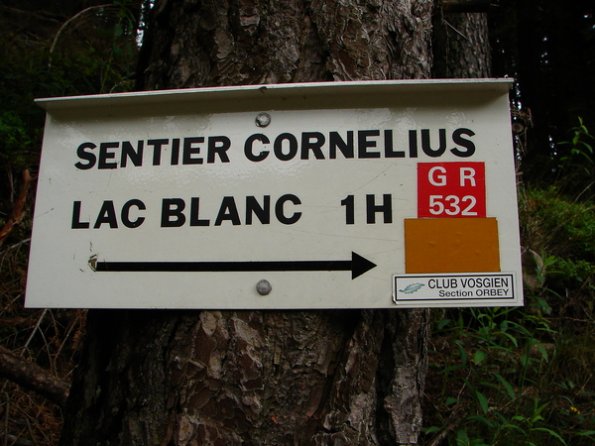 SENTIER CORNELIUS
LAC BLANC 1H
GR
532
CLUB VOSGIEN
Section ORBEY